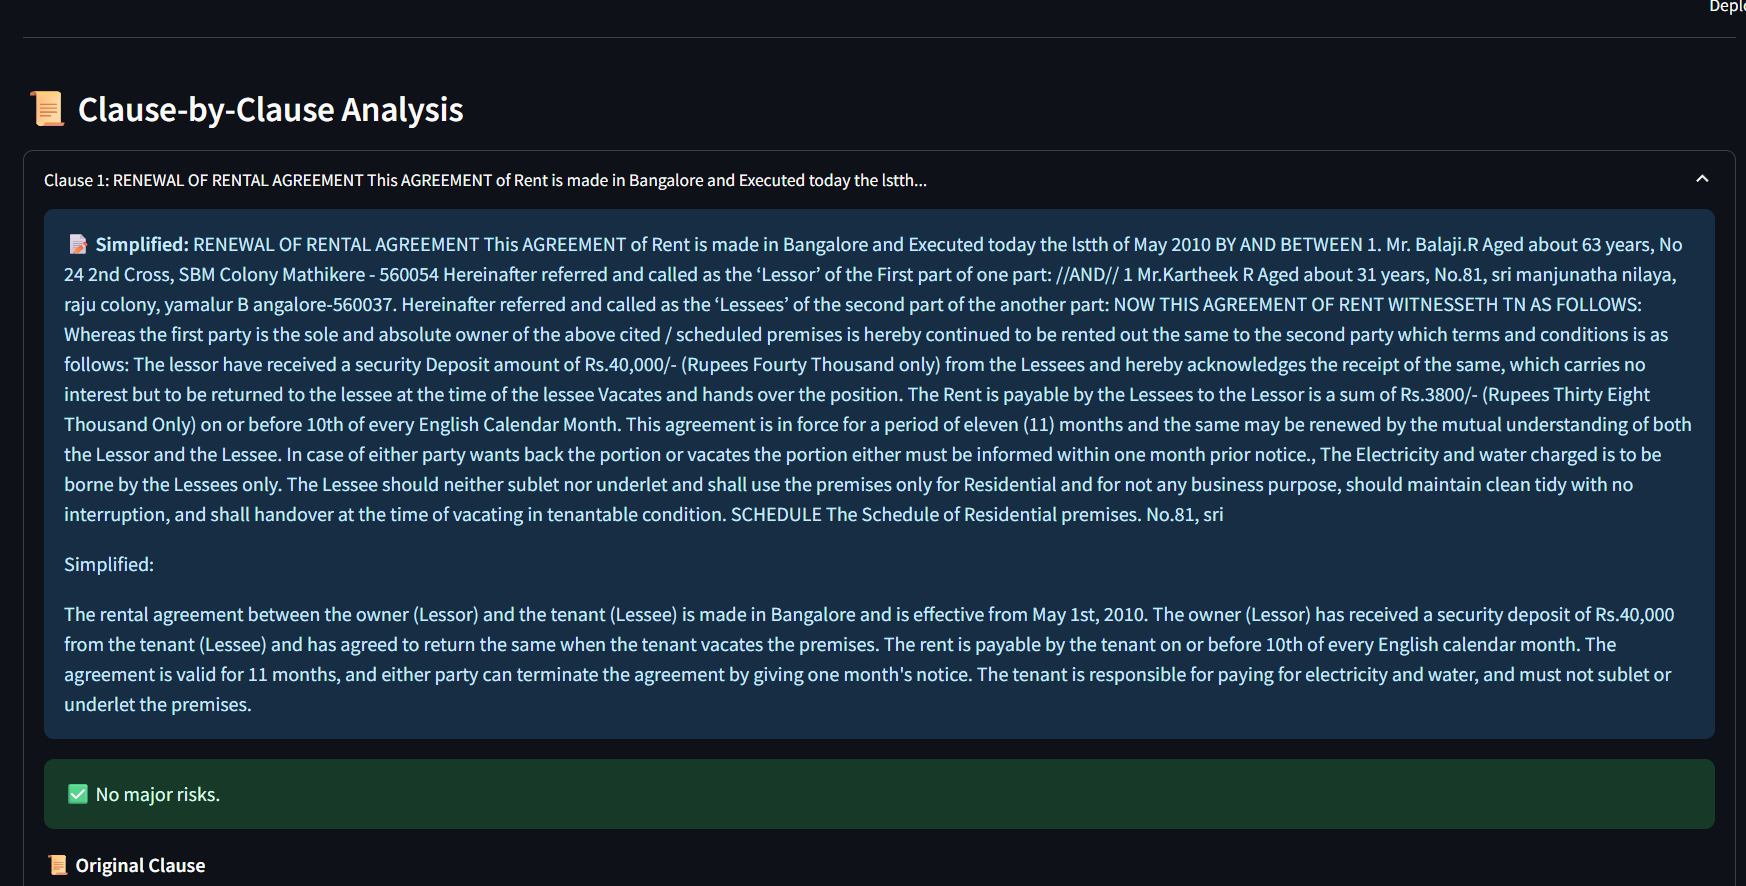 Deplo
📜 Clause-by-Clause Analysis
Clause 1: RENEWAL OF RENTAL AGREEMENT This AGREEMENT of Rent is made in Bangalore and Executed today the lstth...
📝 Simplified: RENEWAL OF RENTAL AGREEMENT This AGREEMENT of Rent is made in Bangalore and Executed today the lstth of May 2010 BY AND BETWEEN 1. Mr. Balaji.R Aged about 63 years, No
24 2nd Cross, SBM Colony Mathikere - 560054 Hereinafter referred and called as the ‘Lessor’ of the First part of one part: //AND// 1 Mr.Kartheek R Aged about 31 years, No.81, sri manjunatha nilaya,
raju colony, yamalur B angalore-560037. Hereinafter referred and called as the ‘Lessees’ of the second part of the another part: NOW THIS AGREEMENT OF RENT WITNESSETH TN AS FOLLOWS:
Whereas the first party is the sole and absolute owner of the above cited / scheduled premises is hereby continued to be rented out the same to the second party which terms and conditions is as
follows: The lessor have received a security Deposit amount of Rs.40,000/- (Rupees Fourty Thousand only) from the Lessees and hereby acknowledges the receipt of the same, which carries no
interest but to be returned to the lessee at the time of the lessee Vacates and hands over the position. The Rent is payable by the Lessees to the Lessor is a sum of Rs.3800/- (Rupees Thirty Eight
Thousand Only) on or before 10th of every English Calendar Month. This agreement is in force for a period of eleven (11) months and the same may be renewed by the mutual understanding of both
the Lessor and the Lessee. In case of either party wants back the portion or vacates the portion either must be informed within one month prior notice., The Electricity and water charged is to be
borne by the Lessees only. The Lessee should neither sublet nor underlet and shall use the premises only for Residential and for not any business purpose, should maintain clean tidy with no
interruption, and shall handover at the time of vacating in tenantable condition. SCHEDULE The Schedule of Residential premises. No.81, sri
Simplified:
The rental agreement between the owner (Lessor) and the tenant (Lessee) is made in Bangalore and is effective from May 1st, 2010. The owner (Lessor) has received a security deposit of Rs.40,000
from the tenant (Lessee) and has agreed to return the same when the tenant vacates the premises. The rent is payable by the tenant on or before 10th of every English calendar month. The
agreement is valid for 11 months, and either party can terminate the agreement by giving one month's notice. The tenant is responsible for paying for electricity and water, and must not sublet or
underlet the premises.
✅ No major risks.
📜 Original Clause